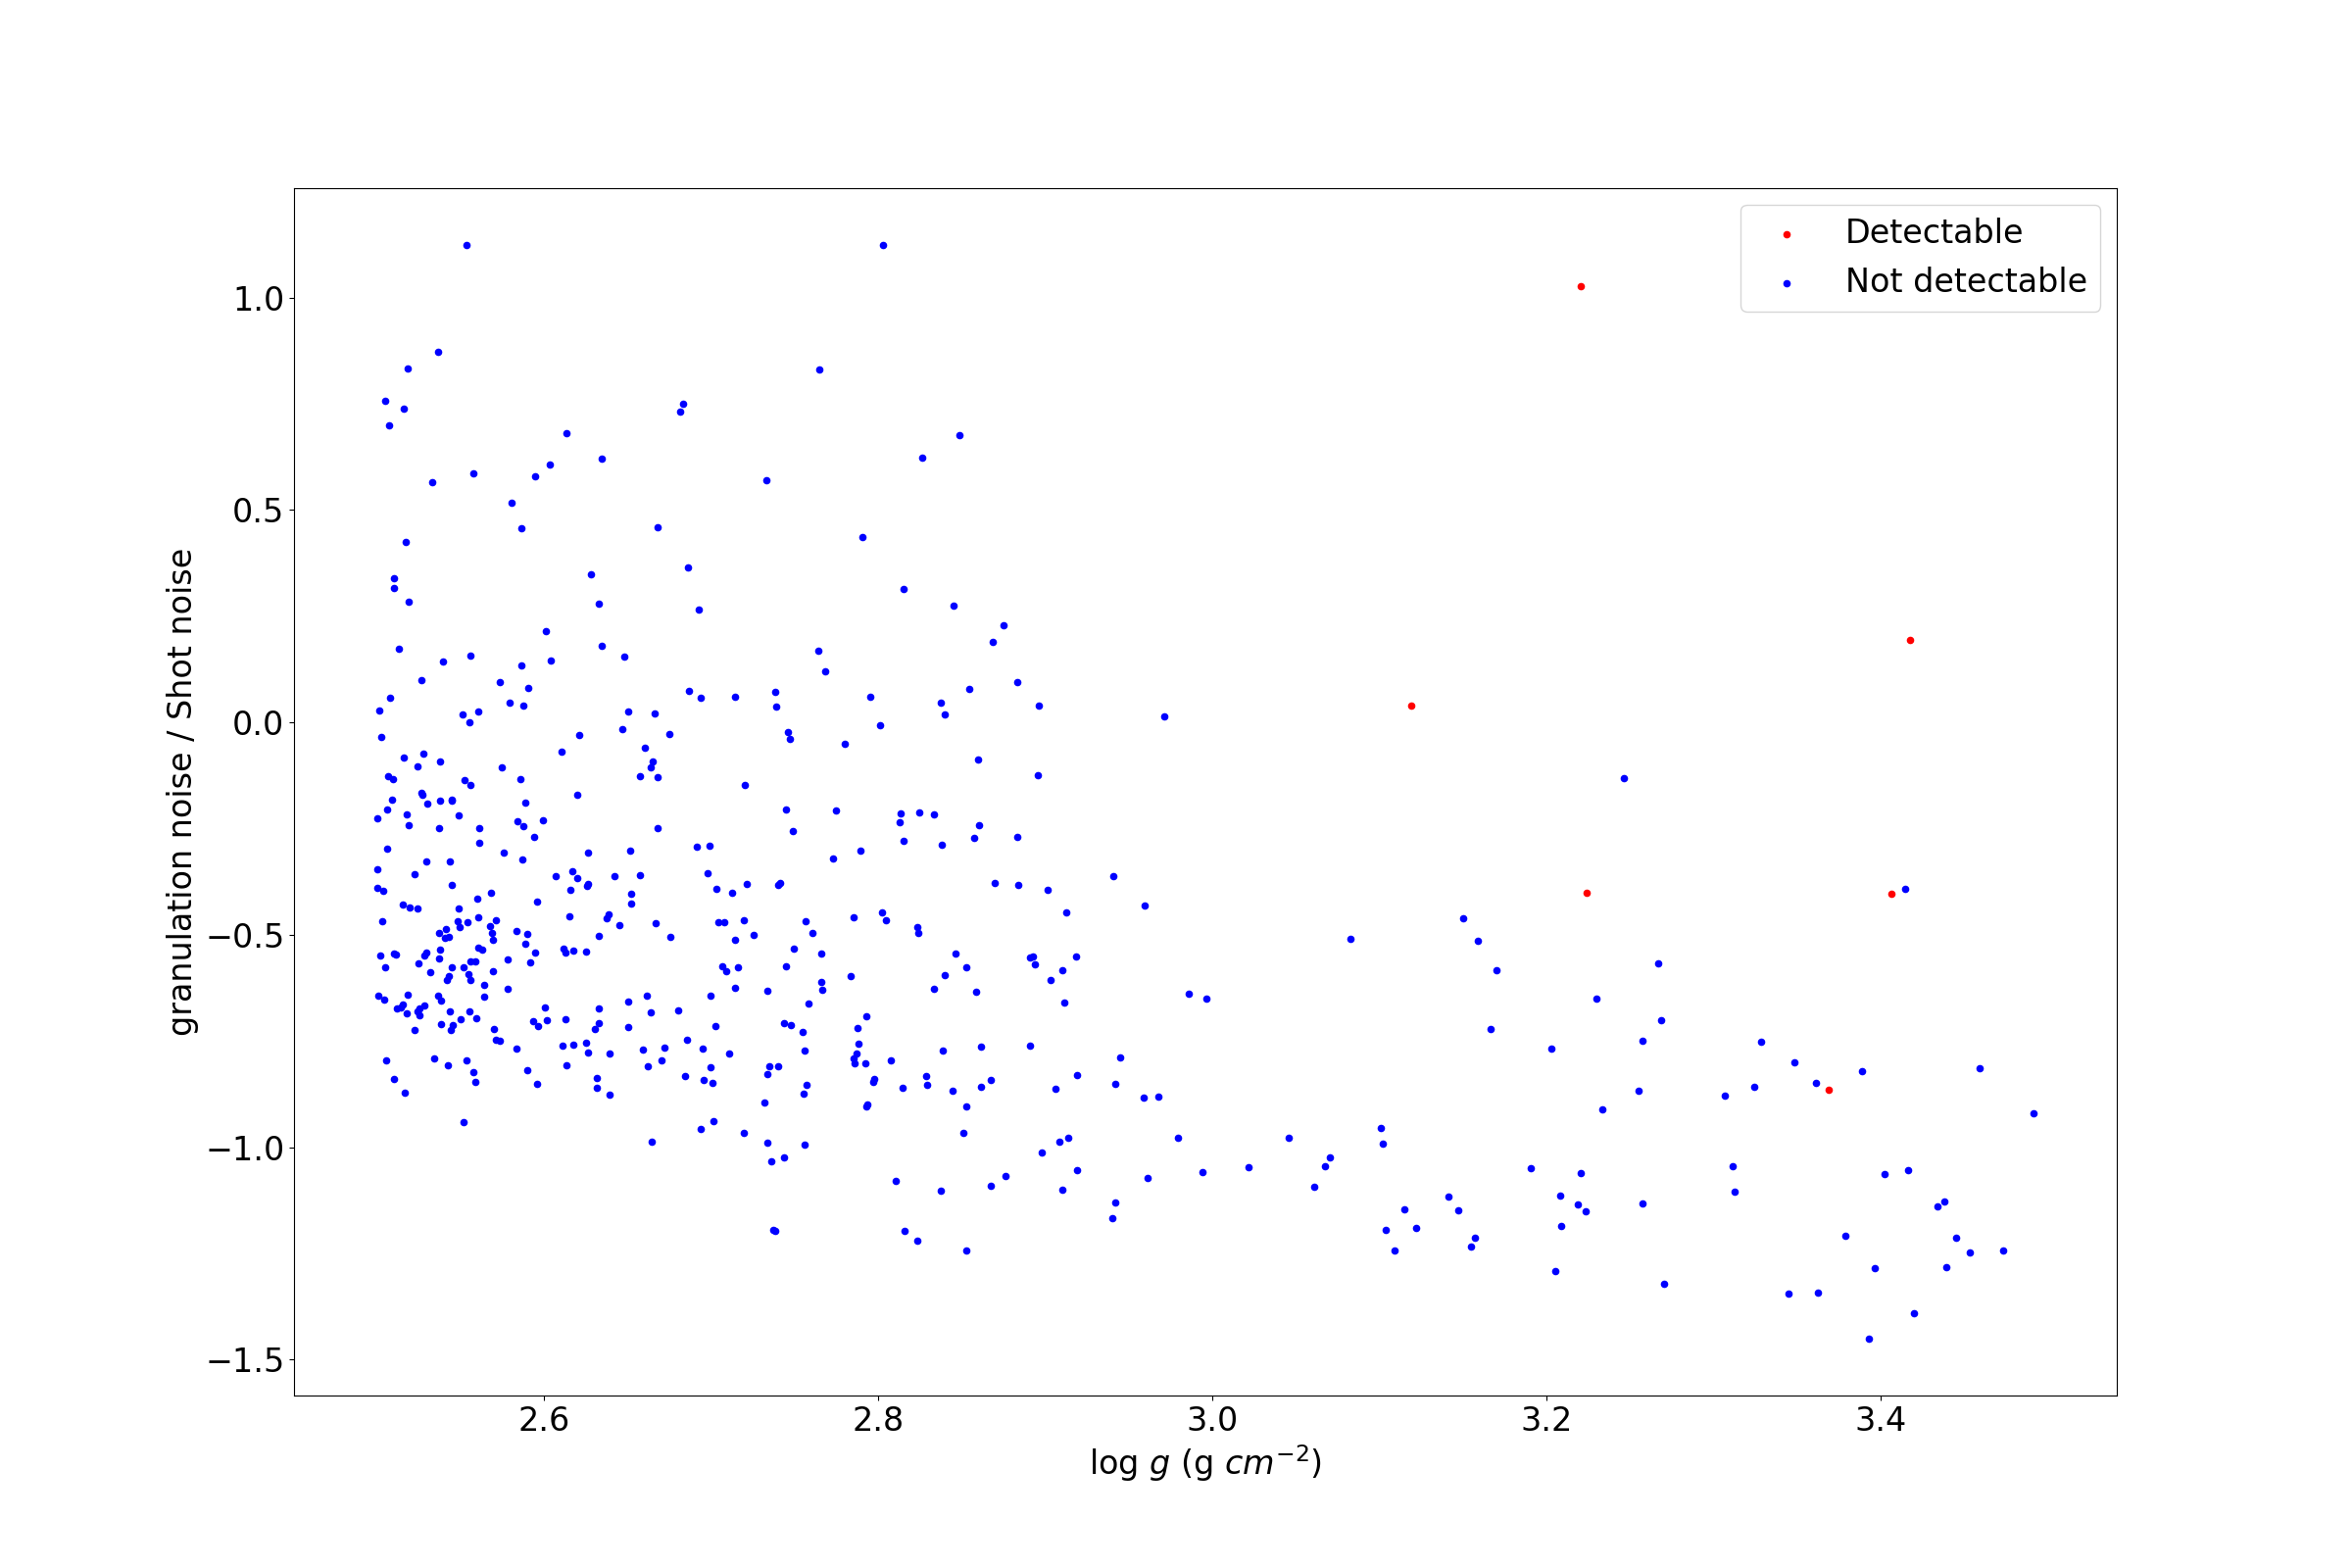 Detectable
Not detectable
1.0
0.5
0.0
−0.5
−1.0
−1.5
granulation noise / Shot noise
2.6 2.8 3.0 3.2 3.4
log g (g cm⁻²)